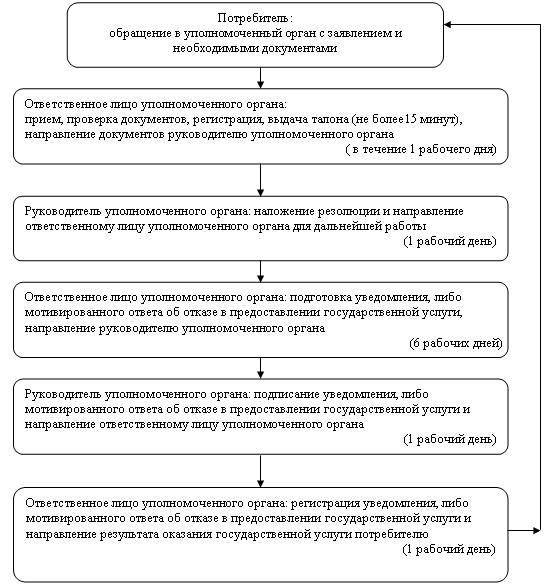 Потребитель:
обращение в уполномоченный орган с заявлением и
необходимыми документами
Ответственное лицо уполномоченного органа:
прием, проверка документов, регистрация, выдача талона (не более15 минут),
направление документов руководителю уполномоченного органа
( в течение 1 рабочего дня)
Руководитель уполномоченного органа: наложение резолюции и направление
ответственному лицу уполномоченного органа для дальнейшей работы
(1 рабочий день)
Ответственное лицо уполномоченного органа: подготовка уведомления, либо
мотивированного ответа об отказе в предоставлении государственной услуги,
направление руководителю уполномоченного органа
(6 рабочих дней)
Руководитель уполномоченного органа: подписание уведомления, либо
мотивированного ответа об отказе в предоставлении государственной услуги и
направление ответственному лицу уполномоченного органа
(1 рабочий день)
Ответственное лицо уполномоченного органа: регистрация уведомления, либо
мотивированного ответа об отказе в предоставлении государственной услуги и
направление результата оказания государственной услуги потребителю
(1 рабочий день)